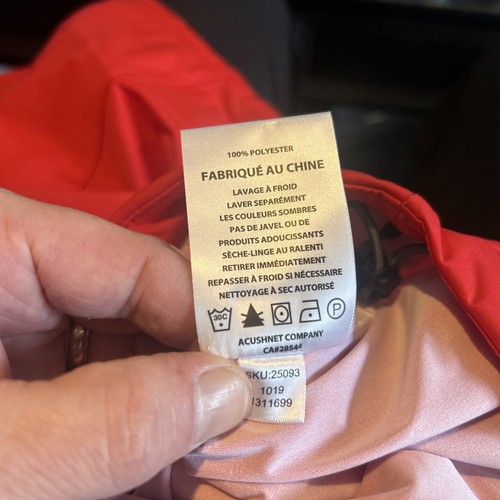 100% POLYESTER
FABRIQUÉ AU CHINE
LAVAGE À FROID
LAVER SEPARÉMENT
LES COULEURS SOMBRES
PAS DE JAVEL OU DE
PRODUITS ADOUCISSANTS
SÈCHE-LINGE AU RALENTI
RETIRER IMMÉDIATEMENT
REPASSER À FROID SI NÉCESSAIRE
NETTOYAGE À SEC AUTORISÉ
30C P
ACUSHNET COMPANY
CA#28544
SKU:25093
1019
311699